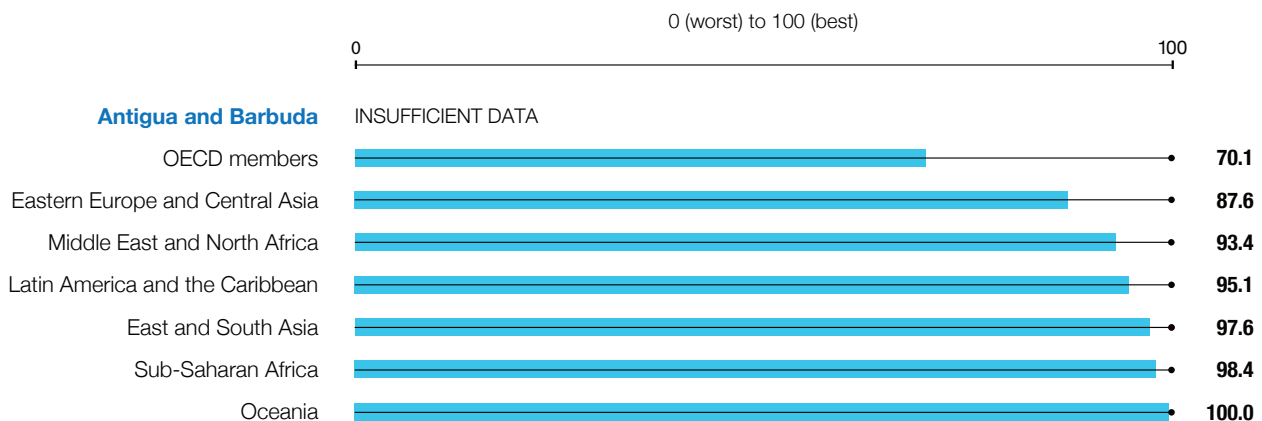 0 (worst) to 100 (best)
0 100
Antigua and Barbuda INSUFFICIENT DATA
OECD members 70.1
Eastern Europe and Central Asia 87.6
Middle East and North Africa 93.4
Latin America and the Caribbean 95.1
East and South Asia 97.6
Sub-Saharan Africa 98.4
Oceania 100.0